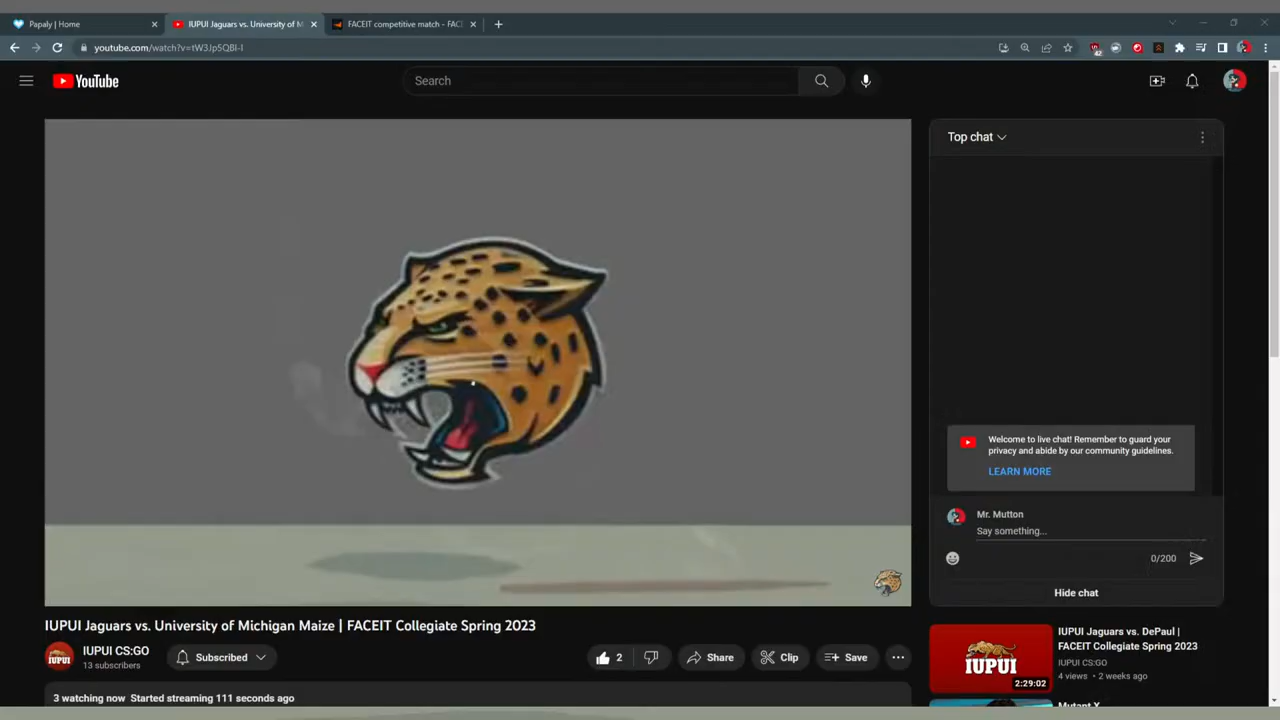 Papaly | Home
IUPUI Jaguars vs. University of M
FACEIT competitive match - FACE
youtube.com/watch?v=tW3Jp5QBI-I
42
YouTube
Search
Top chat
Welcome to live chat! Remember to guard your
privacy and abide by our community guidelines.
LEARN MORE
Mr. Mutton
Say something...
0/200
Hide chat
IUPUI Jaguars vs. University of Michigan Maize | FACEIT Collegiate Spring 2023
IUPUI
IUPUI CS:GO
13 subscribers
Subscribed
2
Share
Clip
Save
3 watching now Started streaming 111 seconds ago
IUPUI
2:29:02
IUPUI Jaguars vs. DePaul |
FACEIT Collegiate Spring 2023
IUPUI CS:GO
4 views • 2 weeks ago
Mutant X